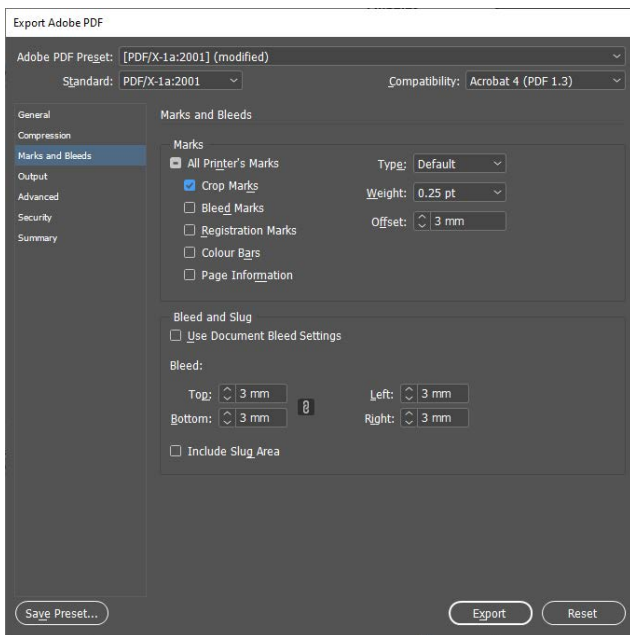 Export Adobe PDF
Adobe PDF Preset: [PDF/X-1a:2001] (modified)
Standard: PDF/X-1a:2001 Compatibility: Acrobat 4 (PDF 1.3)
General
Compression
Marks and Bleeds
Output
Advanced
Security
Summary
Marks and Bleeds
Marks
All Printer's Marks
Crop Marks
Bleed Marks
Registration Marks
Colour Bars
Page Information
Type: Default
Weight: 0.25 pt
Offset: 3 mm
Bleed and Slug
Use Document Bleed Settings
Bleed:
Top: 3 mm Left: 3 mm
Bottom: 3 mm Right: 3 mm
Include Slug Area
Save Preset... Export Reset